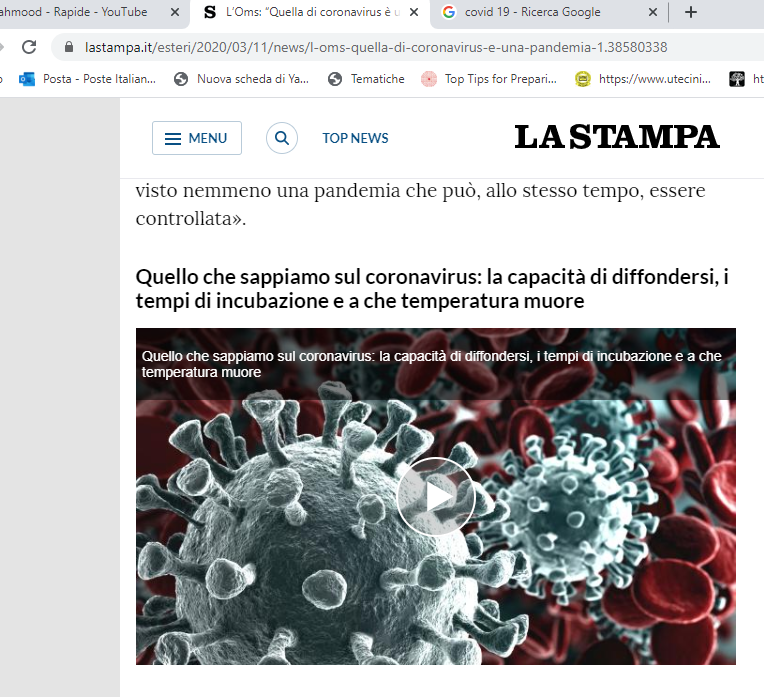 ahmood - Rapide - YouTube
L'Oms: "Quella di coronavirus è u
covid 19 - Ricerca Google
lastampa.it/esteri/2020/03/11/news/l-oms-quella-di-coronavirus-e-una-pandemia-1.38580338
Posta - Poste Italian...
Nuova scheda di Ya...
Tematiche
Top Tips for Prepari...
https://www.utecini...
ht
MENU
TOP NEWS
LA STAMPA
visto nemmeno una pandemia che può, allo stesso tempo, essere
controllata».
Quello che sappiamo sul coronavirus: la capacità di diffondersi, i
tempi di incubazione e a che temperatura muore
Quello che sappiamo sul coronavirus: la capacità di diffondersi, i tempi di incubazione e a che
temperatura muore